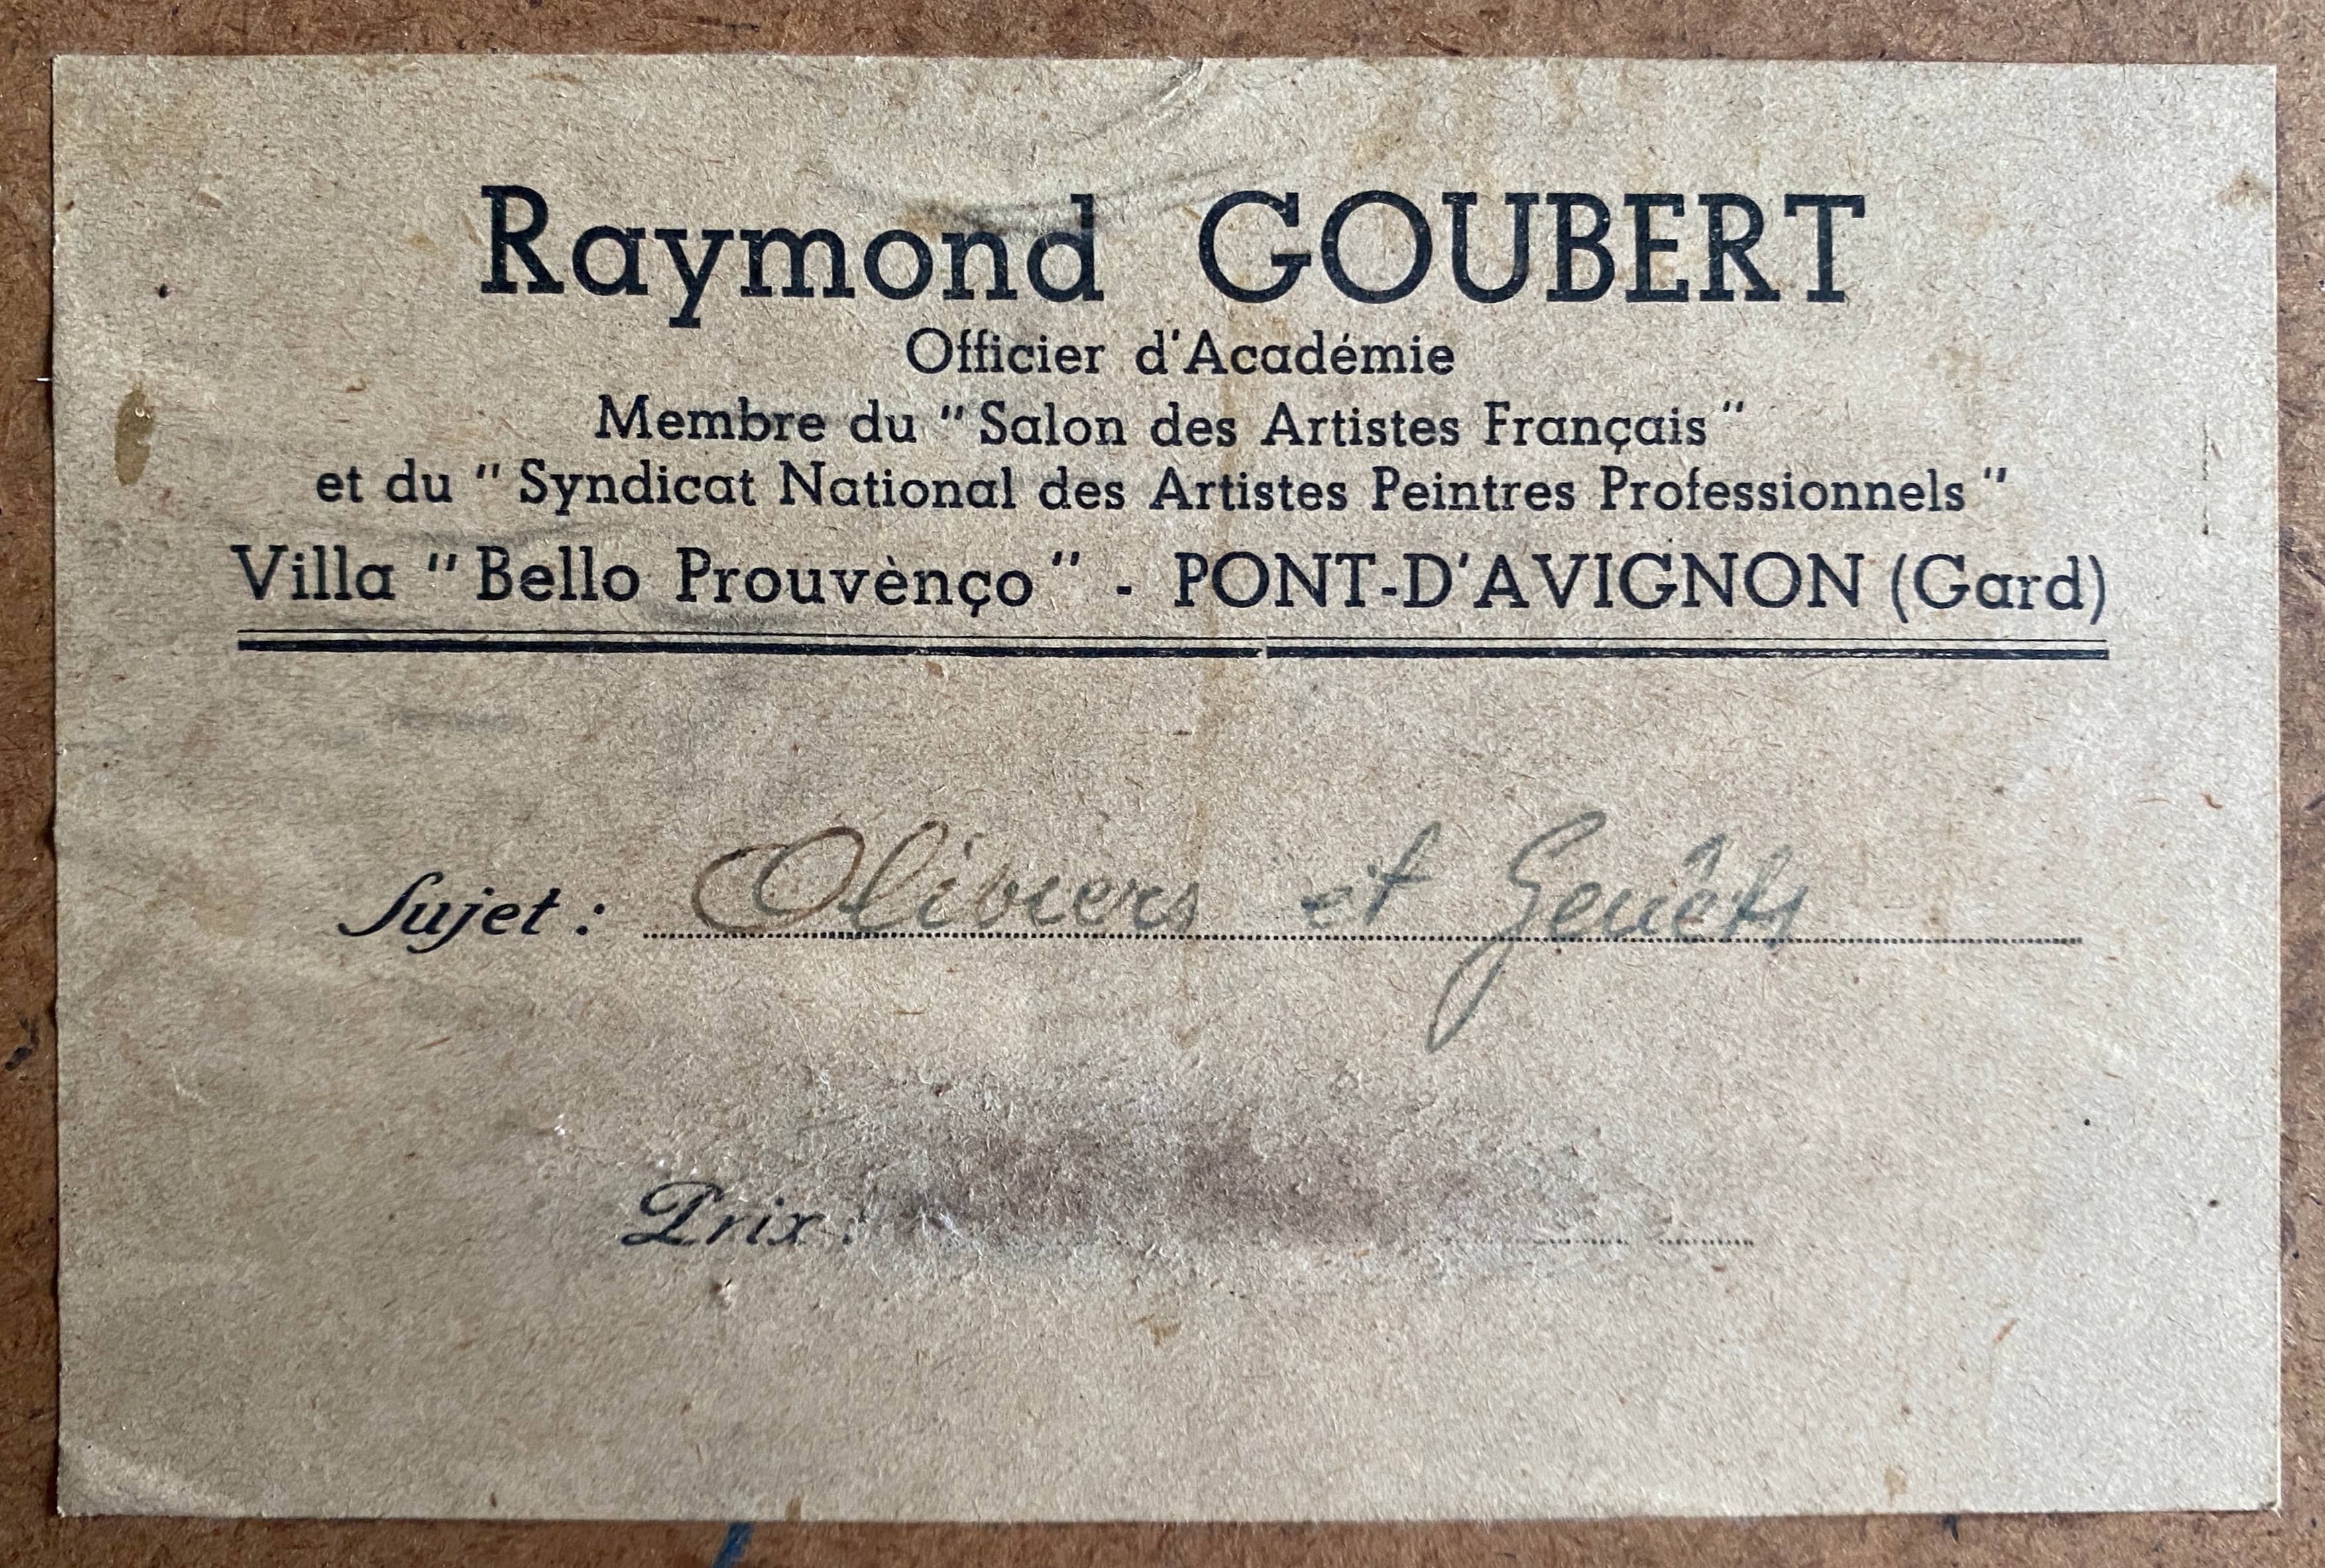 Raymond GOUBERT
Officier d'Académie
Membre du "Salon des Artistes Français"
et du "Syndicat National des Artistes Peintres Professionnels"
Villa "Bello Prouvènço" - PONT-D'AVIGNON (Gard)
Sujet : Oliviers et Genêts
Prix :